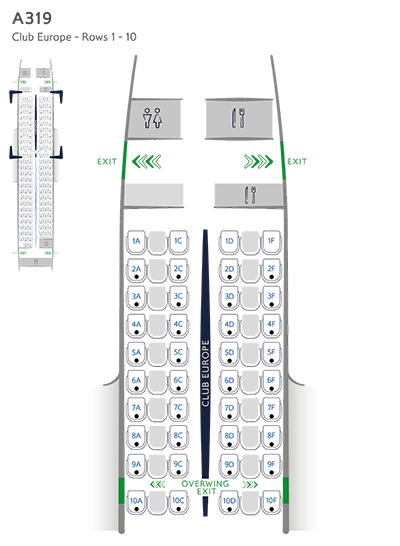 A319
Club Europe - Rows 1 - 10
EXIT
EXIT
1A 1C 1D 1F
2A 2C 2D 2F
3A 3C 3D 3F
4A 4C 4D 4F
5A 5C 5D 5F
6A 6C 6D 6F
CLUB EUROPE
7A 7C 7D 7F
8A 8C 8D 8F
9A 9C 9D 9F
OVERWING
EXIT
10A 10C 10D 10F